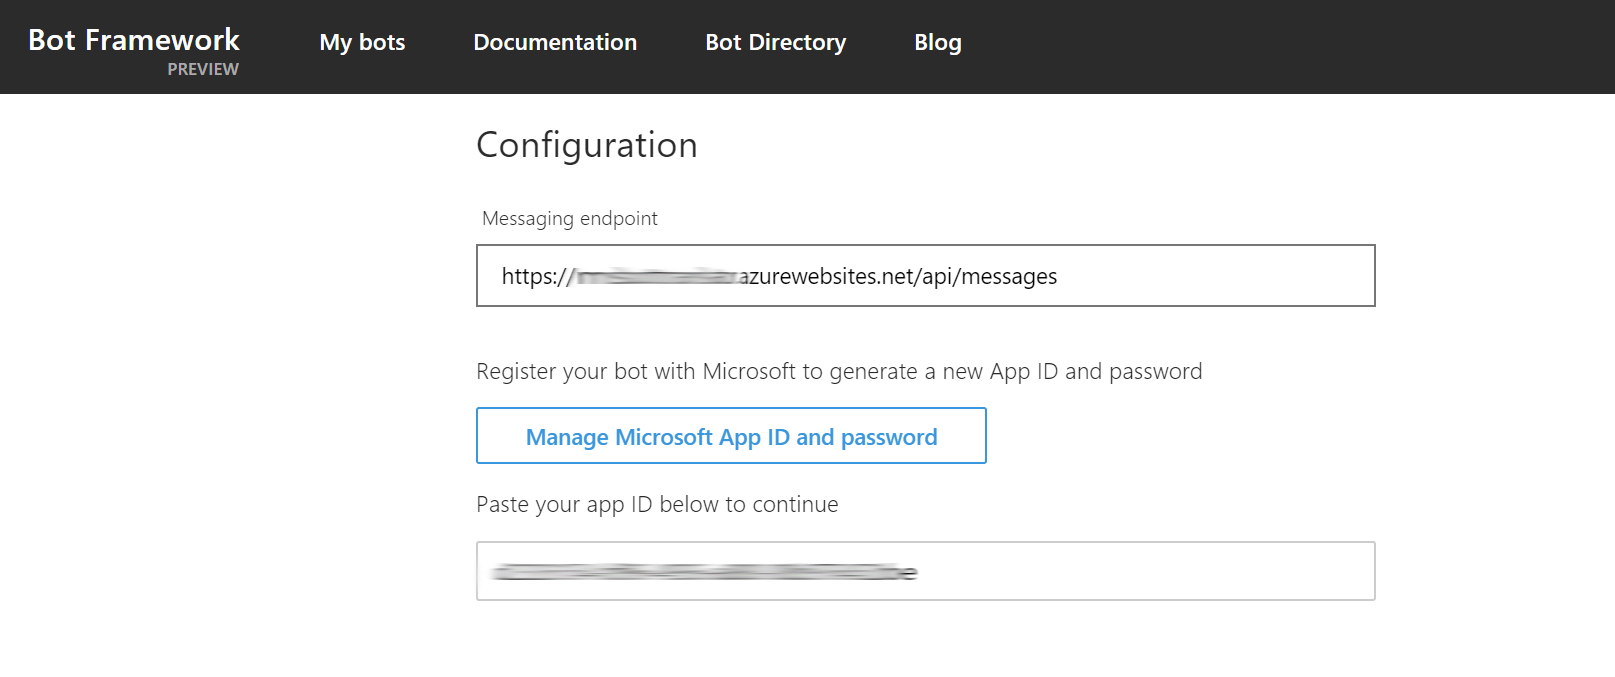 Bot Framework My bots Documentation Bot Directory Blog
PREVIEW
Configuration
Messaging endpoint
https:// azurewebsites.net/api/messages
Register your bot with Microsoft to generate a new App ID and password
Manage Microsoft App ID and password
Paste your app ID below to continue